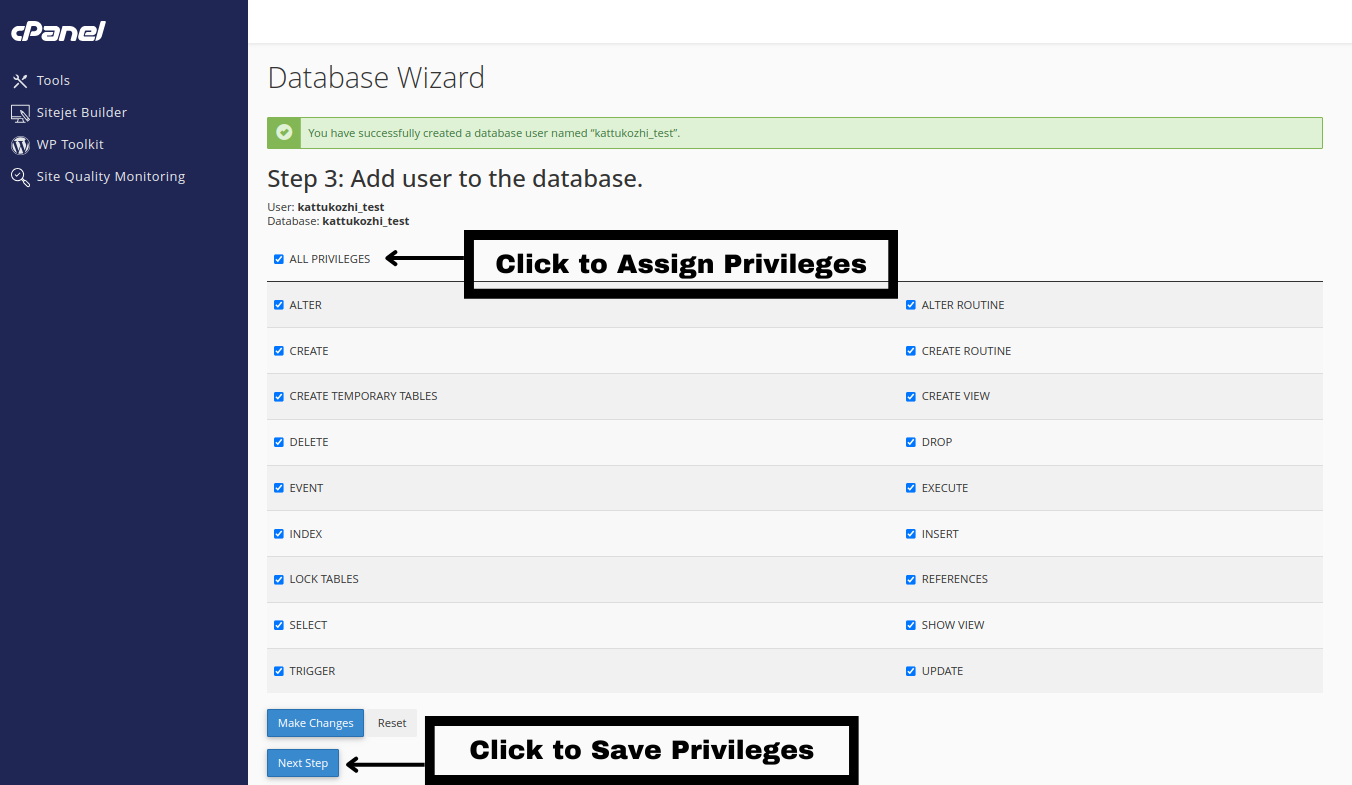 cPanel
Tools
Sitejet Builder
WP Toolkit
Site Quality Monitoring
Database Wizard
You have successfully created a database user named “kattukozhi_test”.
Step 3: Add user to the database.
User: kattukozhi_test
Database: kattukozhi_test
ALL PRIVILEGES
Click to Assign Privileges
ALTER
ALTER ROUTINE
CREATE
CREATE ROUTINE
CREATE TEMPORARY TABLES
CREATE VIEW
DELETE
DROP
EVENT
EXECUTE
INDEX
INSERT
LOCK TABLES
REFERENCES
SELECT
SHOW VIEW
TRIGGER
UPDATE
Make Changes
Reset
Next Step
Click to Save Privileges